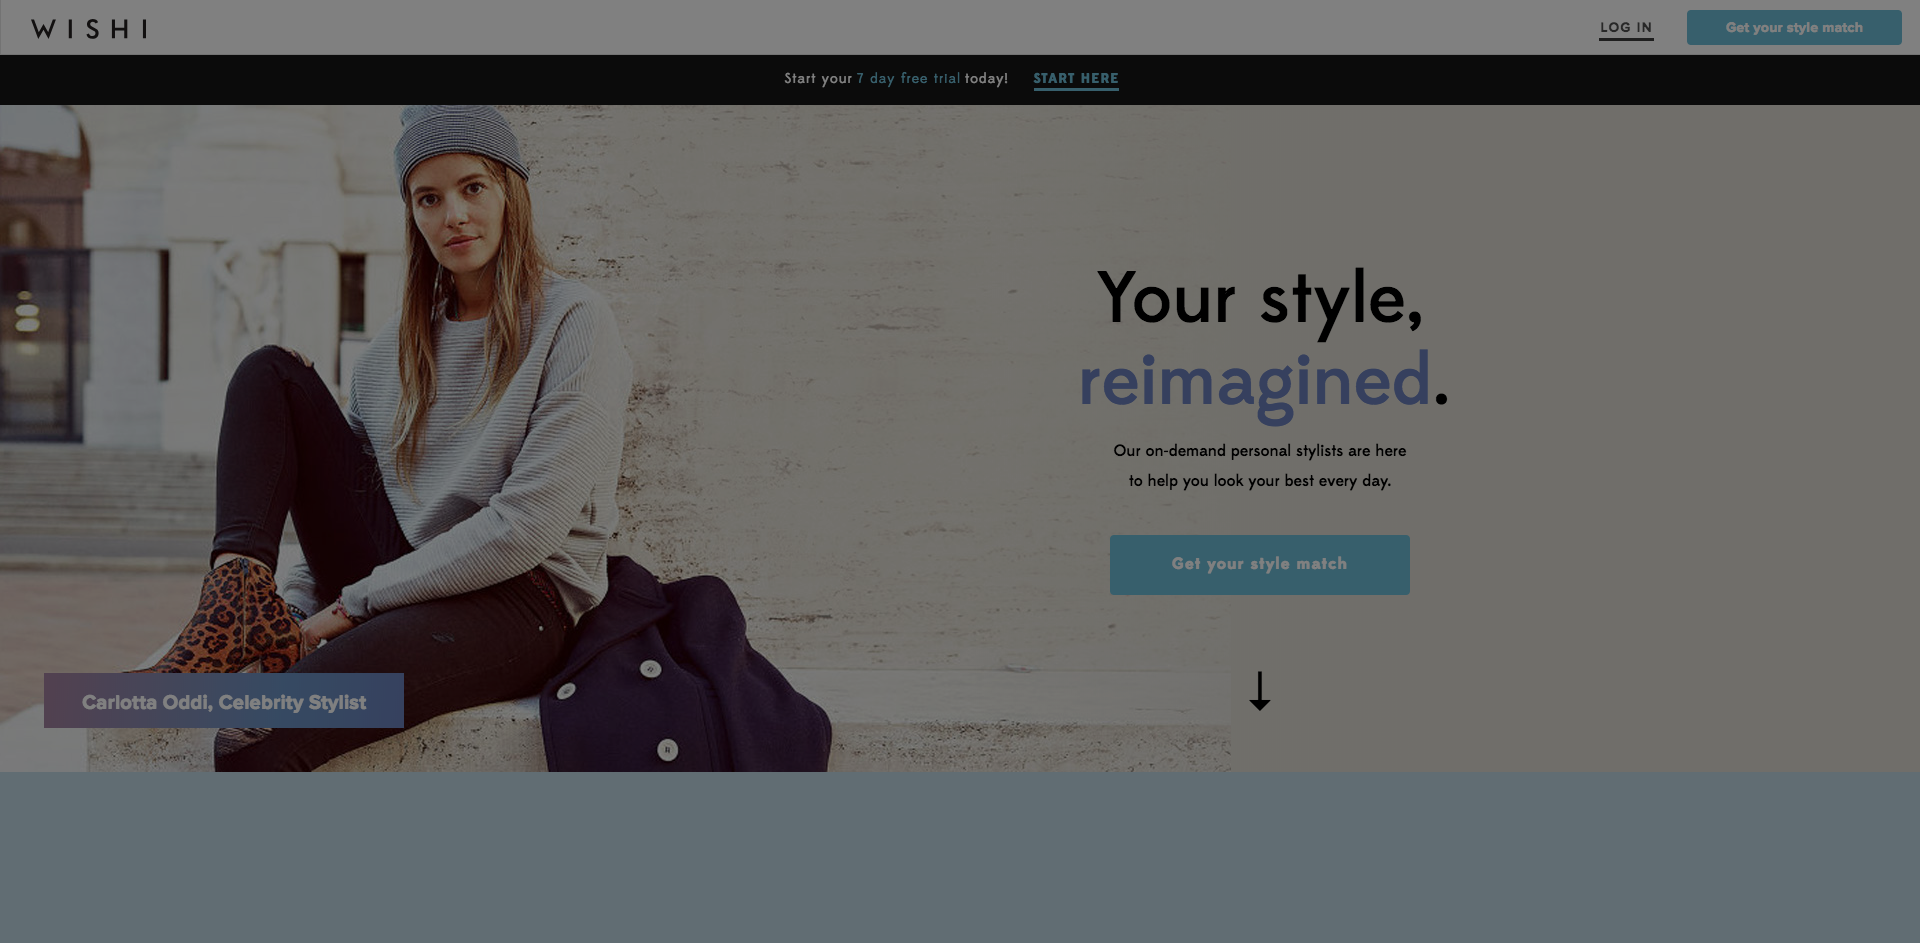 WISHI
LOG IN
Get your style match
Start your 7 day free trial today! START HERE
Your style,
reimagined.
Our on-demand personal stylists are here
to help you look your best every day.
Get your style match
Carlotta Oddi, Celebrity Stylist